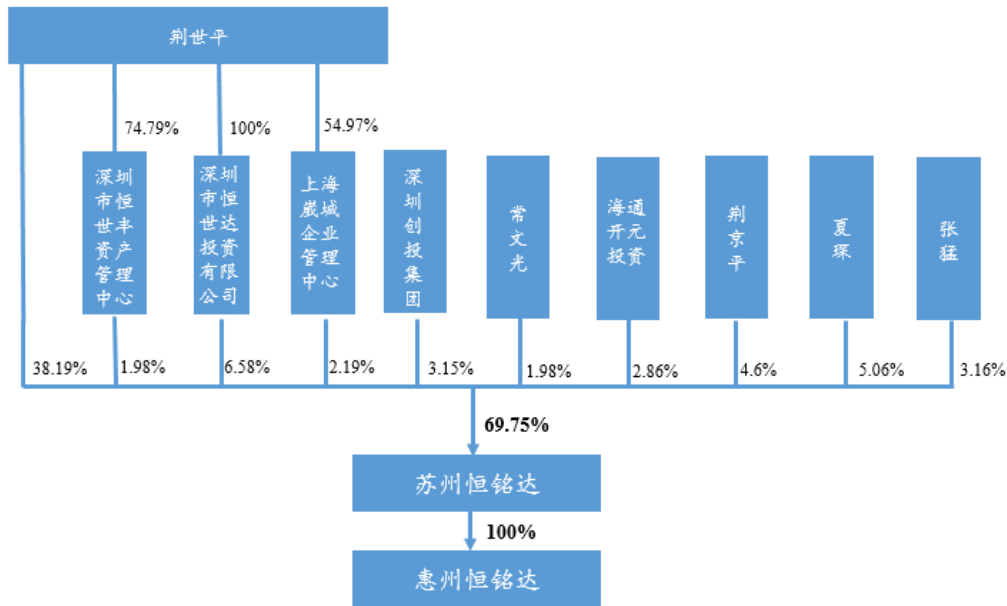 荆世平
74.79%
100%
54.97%
深圳
市恒
世丰
资产
管理
中心
深圳
市恒
世达
投资
有限
公司
上海
崴城
企业
管理
中心
深
圳
创
投
集
团
常
文
光
海通
开元
投资
荆
京
平
夏
琛
张
猛
38.19%
1.98%
6.58%
2.19%
3.15%
1.98%
2.86%
4.6%
5.06%
3.16%
69.75%
苏州恒铭达
100%
惠州恒铭达